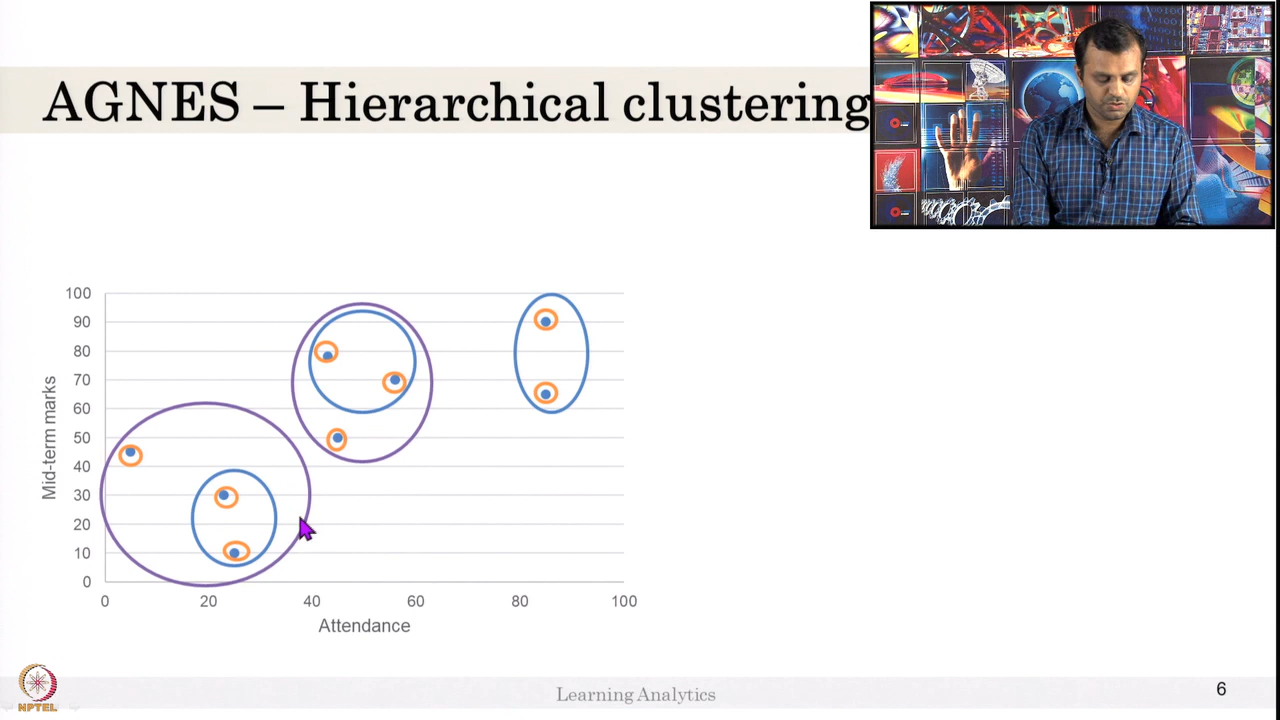 AGNES – Hierarchical clustering
100
90
80
70
60
50
40
30
20
10
0
Mid-term marks
0 20 40 60 80 100
Attendance
NPTEL
Learning Analytics
6